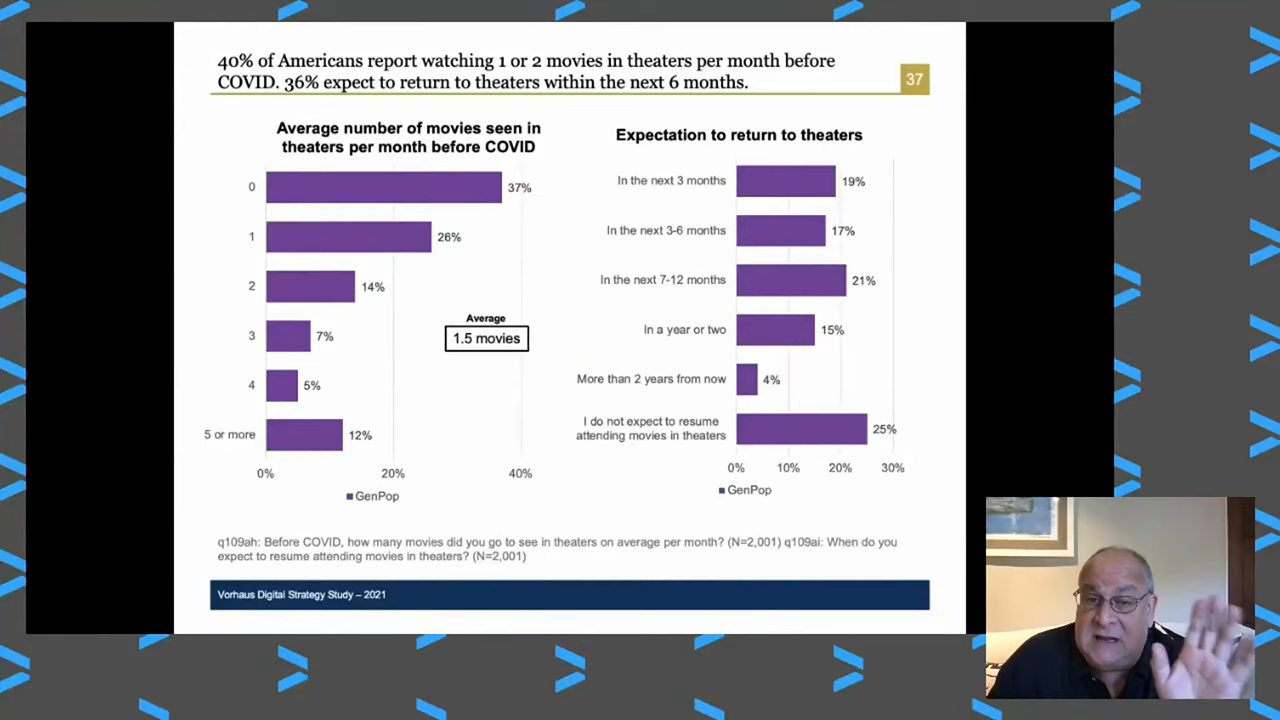 40% of Americans report watching 1 or 2 movies in theaters per month before
COVID. 36% expect to return to theaters within the next 6 months.
37
Average number of movies seen in
theaters per month before COVID
0
37%
1
26%
2
14%
3
7%
4
5%
5 or more
12%
Average
1.5 movies
0%
20%
40%
GenPop
Expectation to return to theaters
In the next 3 months
19%
In the next 3-6 months
17%
In the next 7-12 months
21%
In a year or two
15%
More than 2 years from now
4%
I do not expect to resume
attending movies in theaters
25%
0%
10%
20%
30%
GenPop
q109ah: Before COVID, how many movies did you go to see in theaters on average per month? (N=2,001) q109ai: When do you
expect to resume attending movies in theaters? (N=2,001)
Vorhaus Digital Strategy Study – 2021